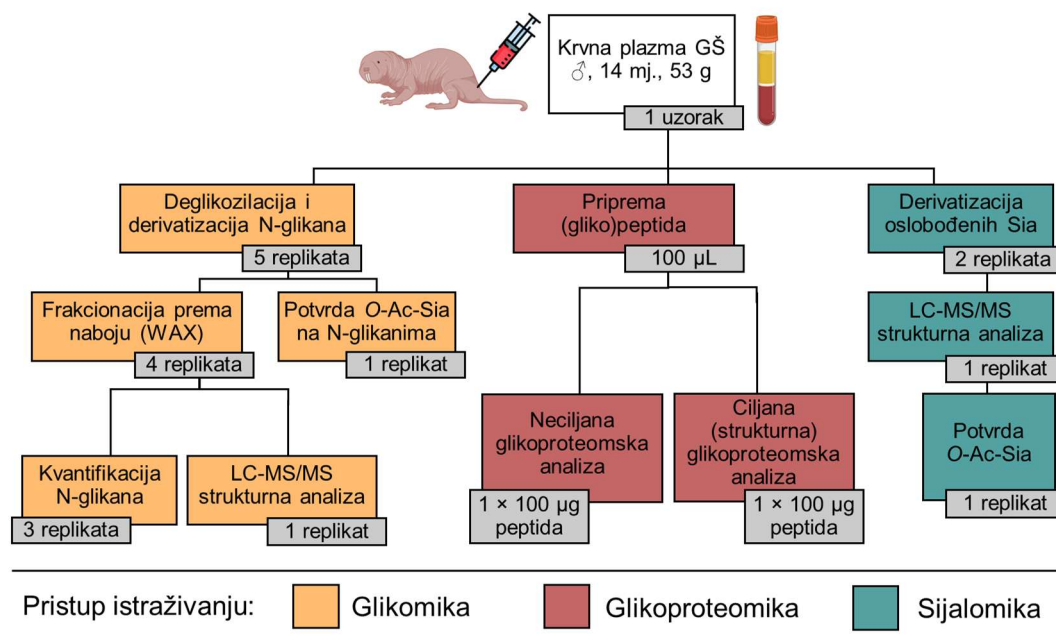 Krvna plazma GŠ
♂, 14 mj., 53 g
1 uzorak
Deglikozilacija i
derivatizacija N-glikana
5 replikata
Priprema
(gliko)peptida
100 µL
Derivatizacija
oslobođenih Sia
2 replikata
Frakcionacija prema
naboju (WAX)
4 replikata
Potvrda O-Ac-Sia
na N-glikanima
1 replikat
LC-MS/MS
strukturna analiza
1 replikat
Neciljana
glikoproteomska
analiza
1 × 100 µg
peptida
Ciljana
(strukturna)
glikoproteomska
analiza
1 × 100 µg
peptida
Potvrda
O-Ac-Sia
1 replikat
Kvantifikacija
N-glikana
3 replikata
LC-MS/MS
strukturna analiza
1 replikat
Pristup istraživanju:
Glikomika
Glikoproteomika
Sijalomika